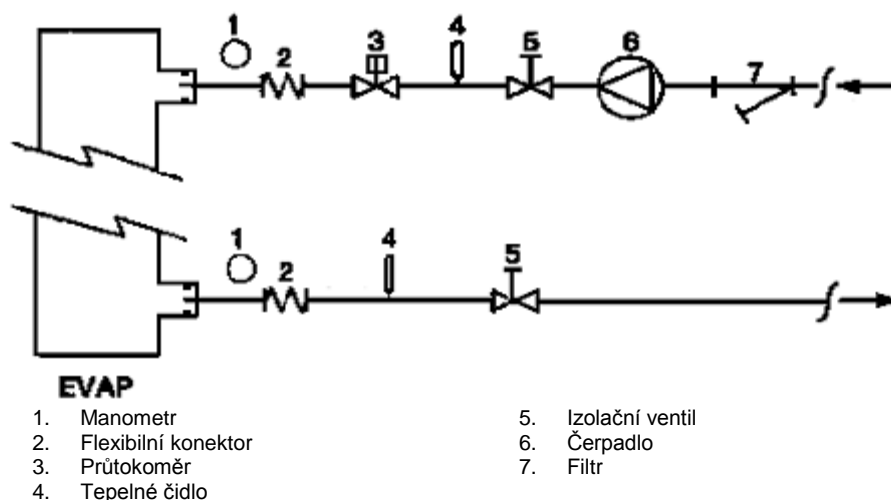 1 2 3 4 5 6 7
1 2 4 5
EVAP
1. Manometr
2. Flexibilní konektor
3. Průtokoměr
4. Tepelné čidlo
5. Izolační ventil
6. Čerpadlo
7. Filtr